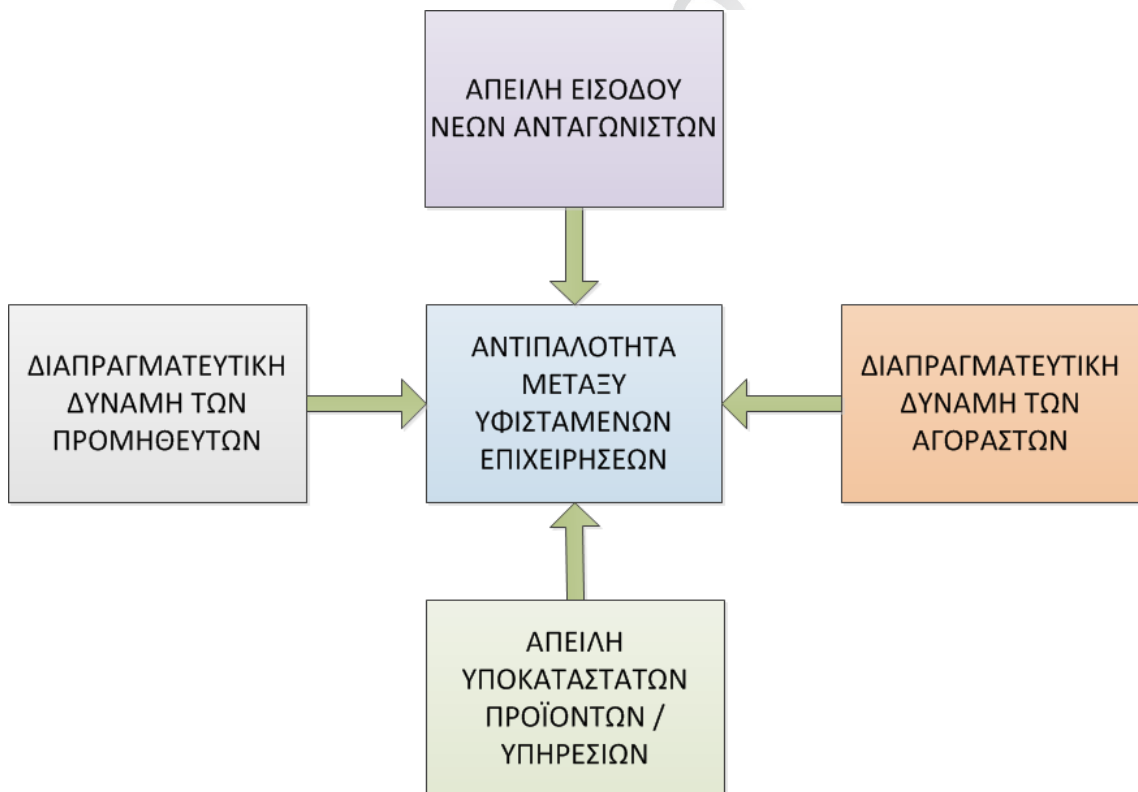 ΑΠΕΙΛΗ ΕΙΣΟΔΟΥ
ΝΕΩΝ ΑΝΤΑΓΩΝΙΣΤΩΝ
ΔΙΑΠΡΑΓΜΑΤΕΥΤΙΚΗ
ΔΥΝΑΜΗ ΤΩΝ
ΠΡΟΜΗΘΕΥΤΩΝ
ΑΝΤΙΠΑΛΟΤΗΤΑ
ΜΕΤΑΞΥ
ΥΦΙΣΤΑΜΕΝΩΝ
ΕΠΙΧΕΙΡΗΣΕΩΝ
ΔΙΑΠΡΑΓΜΑΤΕΥΤΙΚΗ
ΔΥΝΑΜΗ ΤΩΝ
ΑΓΟΡΑΣΤΩΝ
ΑΠΕΙΛΗ
ΥΠΟΚΑΤΑΣΤΑΤΩΝ
ΠΡΟΪΟΝΤΩΝ /
ΥΠΗΡΕΣΙΩΝ